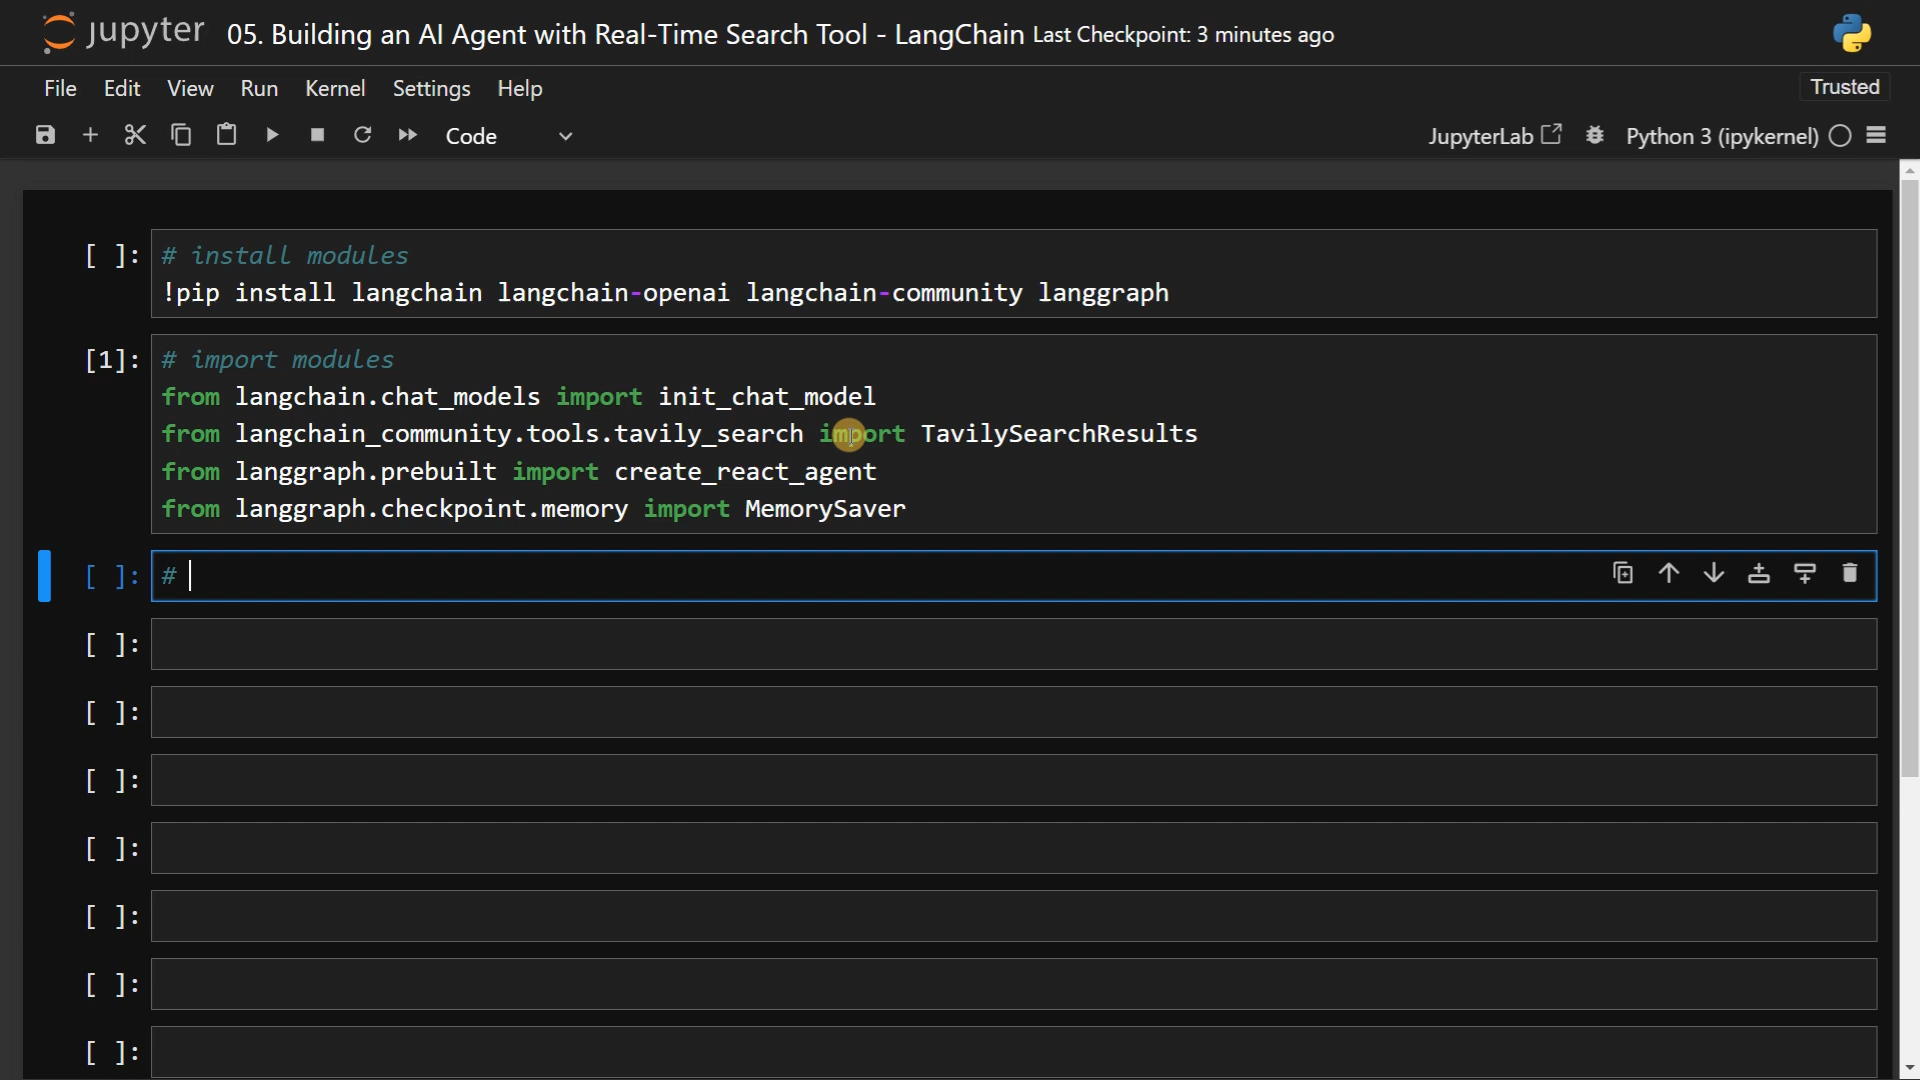 jupyter 05. Building an AI Agent with Real-Time Search Tool - LangChain Last Checkpoint: 3 minutes ago
File Edit View Run Kernel Settings Help Trusted
Code JupyterLab Python 3 (ipykernel)
[ ]: # install modules
!pip install langchain langchain-openai langchain-community langgraph
[1]: # import modules
from langchain.chat_models import init_chat_model
from langchain_community.tools.tavily_search import TavilySearchResults
from langgraph.prebuilt import create_react_agent
from langgraph.checkpoint.memory import MemorySaver
[ ]: #
[ ]:
[ ]:
[ ]:
[ ]:
[ ]:
[ ]:
[ ]: